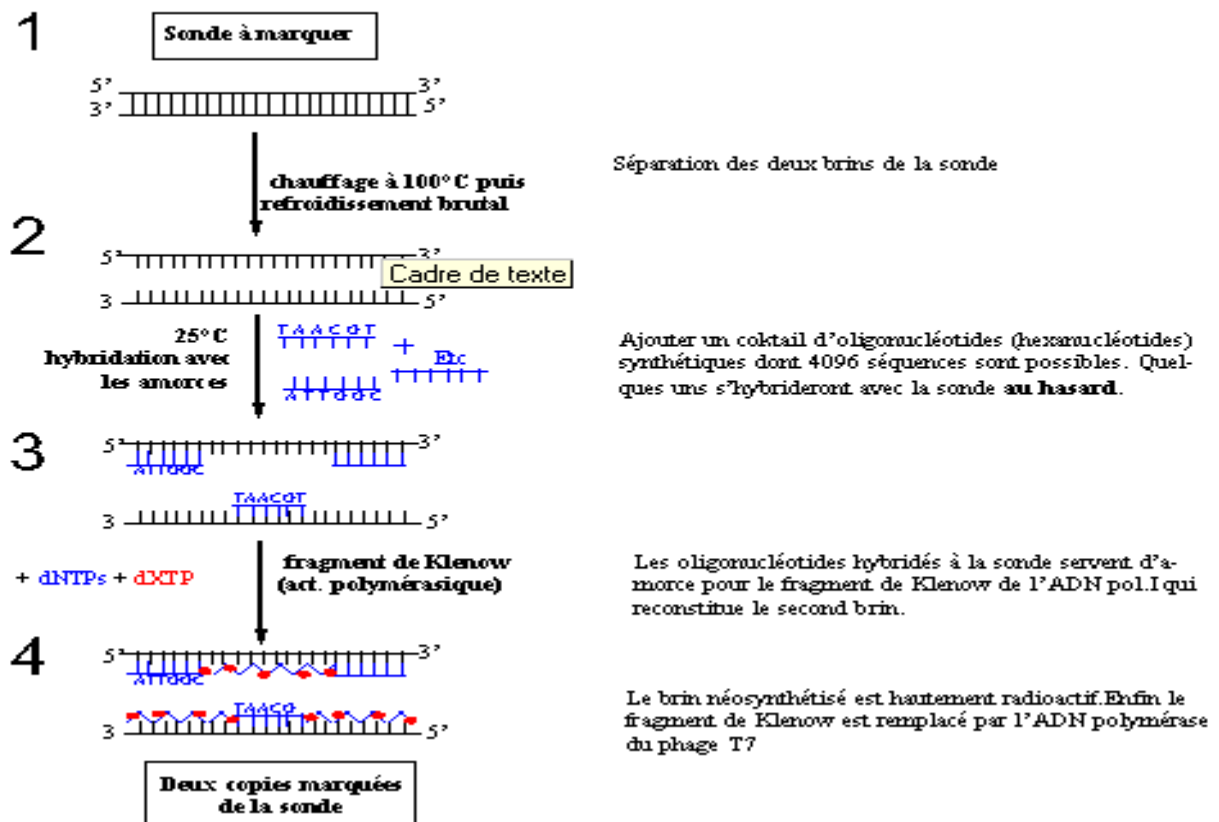 1
Sonde à marquer
5’ 3’
3’ 5’
chauffage à 100°C puis
refroidissement brutal
Séparation des deux brins de la sonde
2
5’ 3’
Cadre de texte
3 5’
25°C
hybridation avec
les amorces
TAACGT
+
Etc
ATTGGC
Ajouter un coktail d’oligonucléotides (hexanucléotides)
synthétiques dont 4096 séquences sont possibles. Quel-
ques uns s’hybrideront avec la sonde au hasard.
3
5’ 3’
ATTGGC
TAACGT
3 5’
+ dNTPs + dXTP
fragment de Klenow
(act. polymérasique)
Les oligonucléotides hybridés à la sonde servent d’a-
morce pour le fragment de Klenow de l’ADN pol.I qui
reconstitue le second brin.
4
5’ 3’
ATTGGC
TAACG
3 5’
Le brin néosynthétisé est hautement radioactif.Enfin le
fragment de Klenow est remplacé par l’ADN polymérase
du phage T7
Deux copies marquées
de la sonde